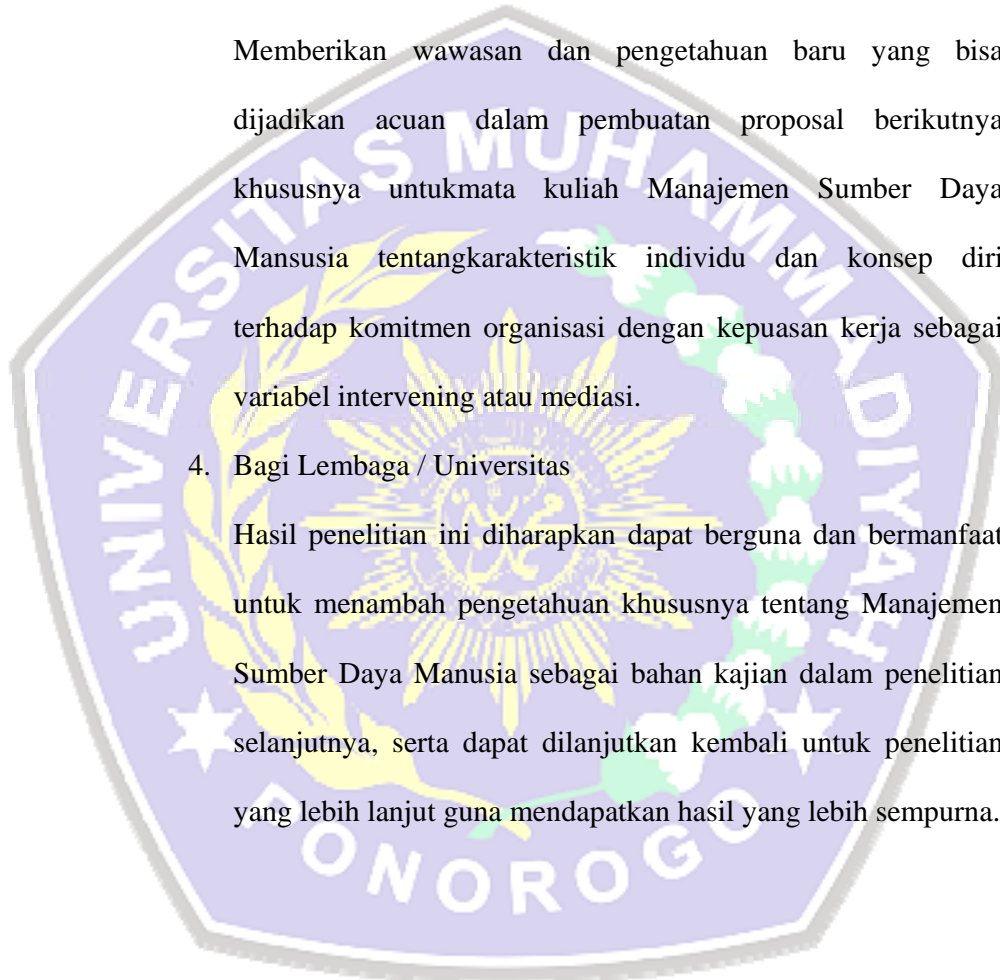 Memberikan wawasan dan pengetahuan baru yang bisa
dijadikan acuan dalam pembuatan proposal berikutnya
khususnya untukmata kuliah Manajemen Sumber Daya
Mansusia tentangkarakteristik individu dan konsep diri
terhadap komitmen organisasi dengan kepuasan kerja sebagai
variabel intervening atau mediasi.
4. Bagi Lembaga / Universitas
Hasil penelitian ini diharapkan dapat berguna dan bermanfaat
untuk menambah pengetahuan khususnya tentang Manajemen
Sumber Daya Manusia sebagai bahan kajian dalam penelitian
selanjutnya, serta dapat dilanjutkan kembali untuk penelitian
yang lebih lanjut guna mendapatkan hasil yang lebih sempurna.
UNIVERSITAS MUHAMMADIYAH
PONOROGO